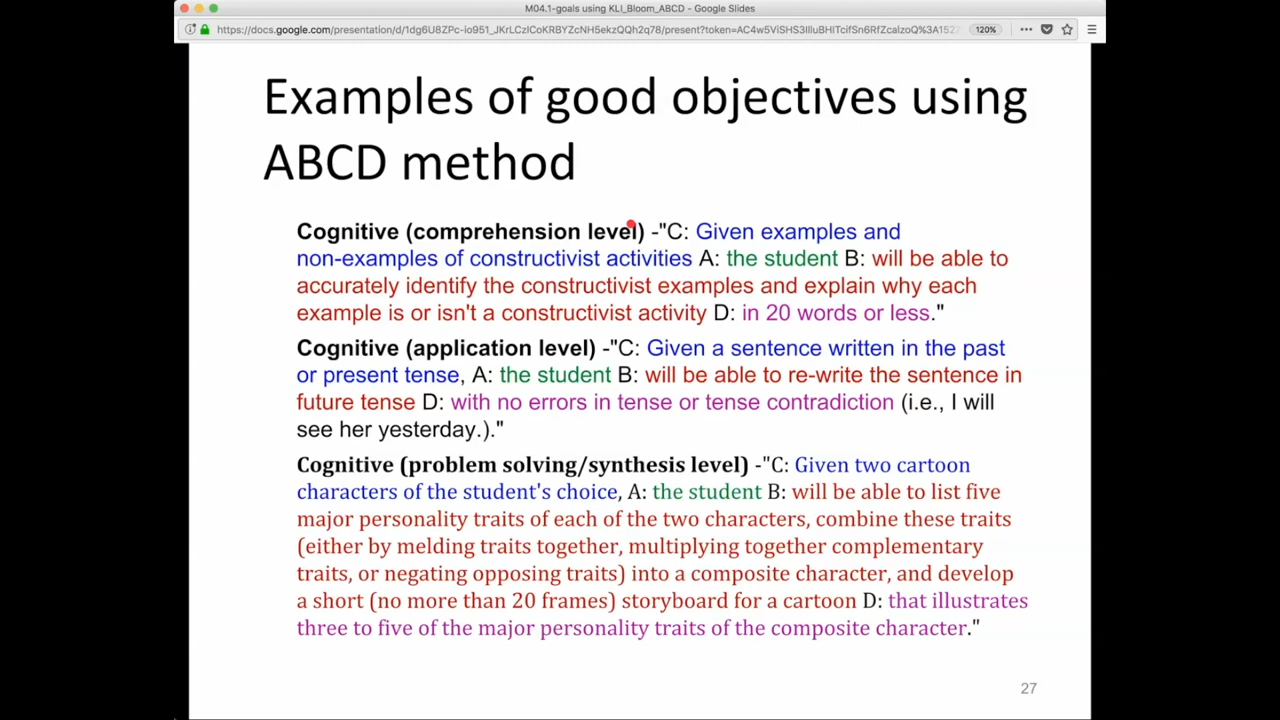 M04.1-goals using KLI_Bloom_ABCD - Google Slides
120%
Examples of good objectives using
ABCD method
Cognitive (comprehension level) -"C: Given examples and
non-examples of constructivist activities A: the student B: will be able to
accurately identify the constructivist examples and explain why each
example is or isn't a constructivist activity D: in 20 words or less."
Cognitive (application level) -"C: Given a sentence written in the past
or present tense, A: the student B: will be able to re-write the sentence in
future tense D: with no errors in tense or tense contradiction (i.e., I will
see her yesterday.)."
Cognitive (problem solving/synthesis level) -"C: Given two cartoon
characters of the student's choice, A: the student B: will be able to list five
major personality traits of each of the two characters, combine these traits
(either by melding traits together, multiplying together complementary
traits, or negating opposing traits) into a composite character, and develop
a short (no more than 20 frames) storyboard for a cartoon D: that illustrates
three to five of the major personality traits of the composite character."
27